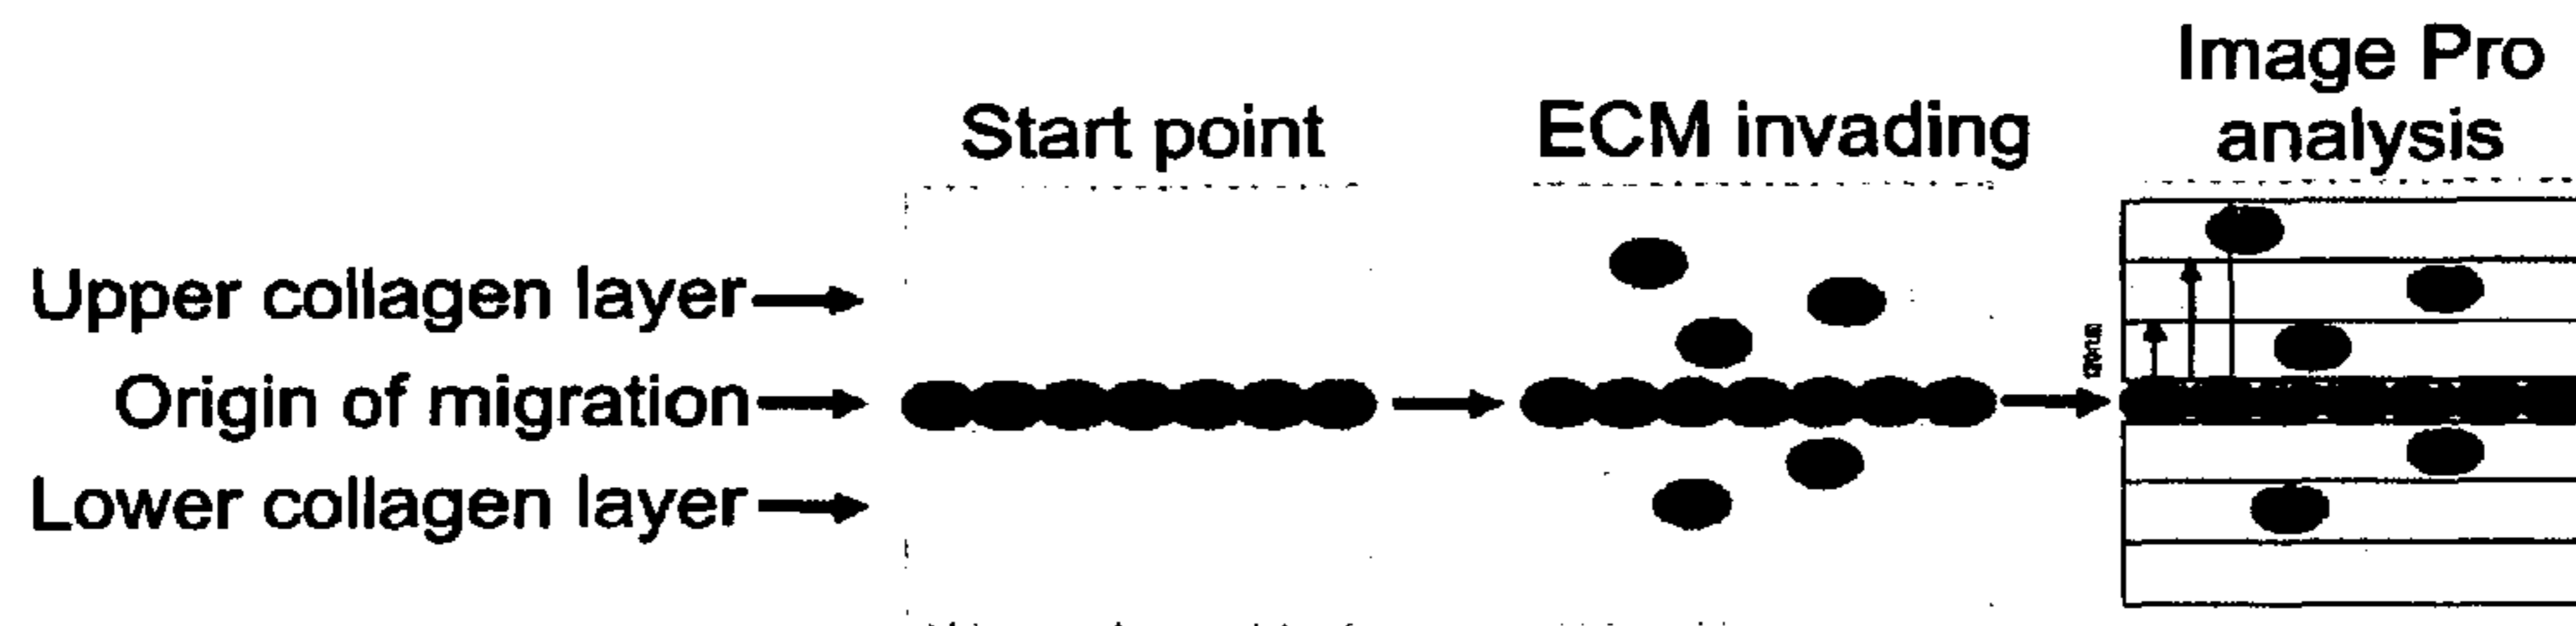 Image Pro
analysis
Start point
ECM invading
Upper collagen layer
Origin of migration
Lower collagen layer